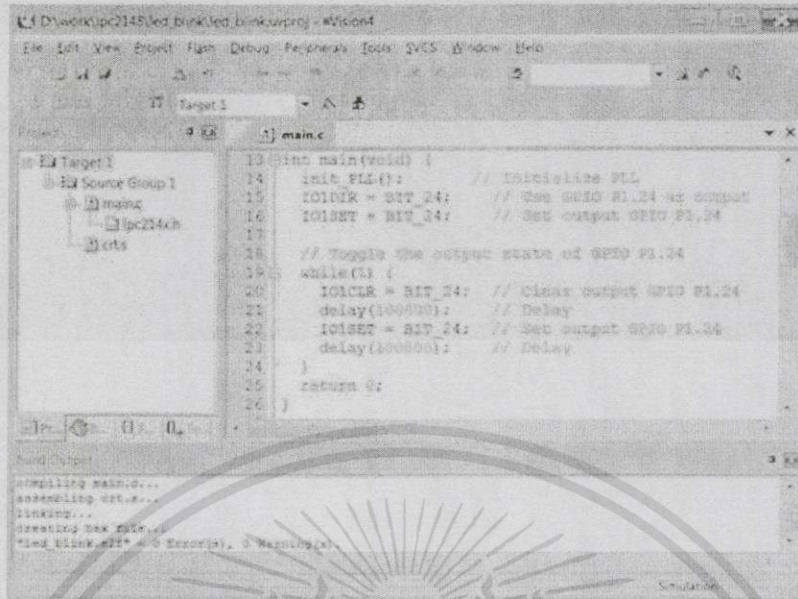 D:\work\lpc2148\led_blink\led_blink.uvproj - µVision4
File Edit View Project Flash Debug Peripherals Tools SVCS Window Help
Target 1
Project
main.c
Target 1
Source Group 1
main.c
lpc214x.h
crt.s
13 int main(void) {
14 init_PLL(); // Initialize PLL
15 IO1DIR = BIT_24; // Use GPIO P1.24 as output
16 IO1SET = BIT_24; // Set output GPIO P1.24
17
18 // Toggle the output state of GPIO P1.24
19 while(1) {
20 IO1CLR = BIT_24; // Clear output GPIO P1.24
21 delay(100000); // Delay
22 IO1SET = BIT_24; // Set output GPIO P1.24
23 delay(100000); // Delay
24 }
25 return 0;
26 }
Build Output
compiling main.c...
assembling crt.s...
linking...
creating hex file...
"led_blink.elf" - 0 Error(s), 0 Warning(s).
Simulation